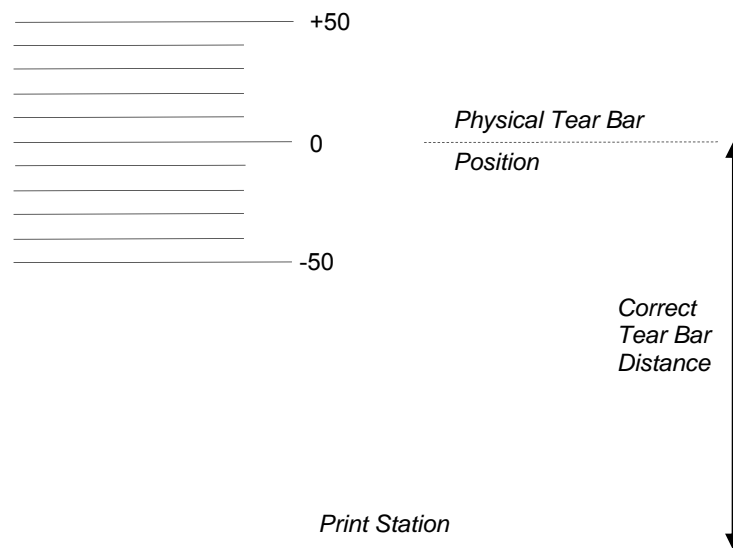 +50
Physical Tear Bar
0
Position
-50
Correct
Tear Bar
Distance
Print Station